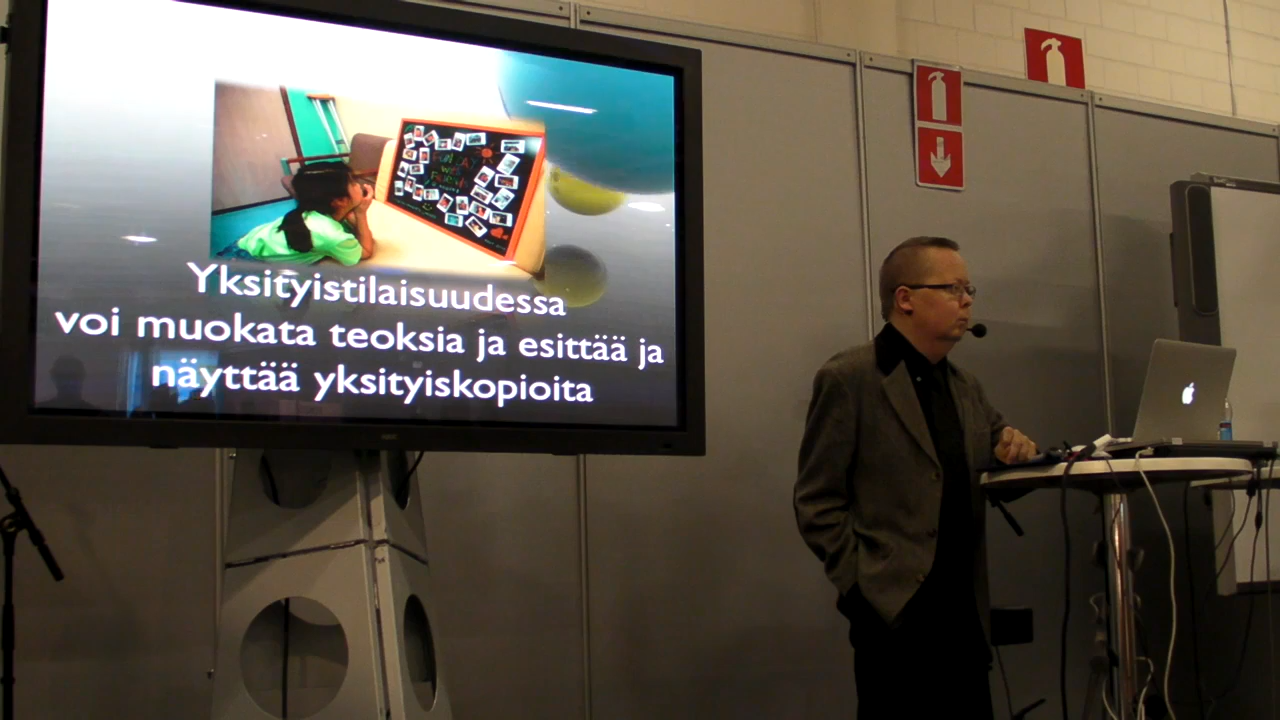 Yksityistilaisuudessa
voi muokata teoksia ja esittää ja
näyttää yksityiskopioita